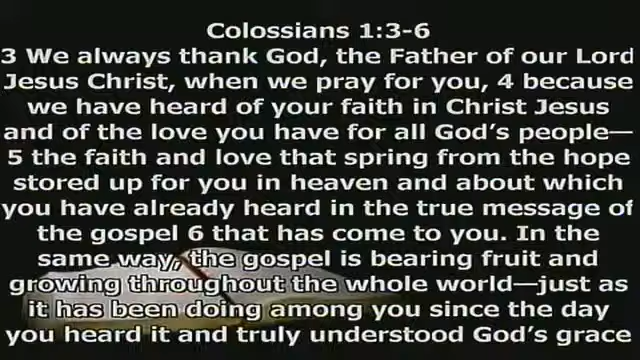 Colossians 1:3-6
3 We always thank God, the Father of our Lord
Jesus Christ, when we pray for you, 4 because
we have heard of your faith in Christ Jesus
and of the love you have for all God’s people—
5 the faith and love that spring from the hope
stored up for you in heaven and about which
you have already heard in the true message of
the gospel 6 that has come to you. In the
same way, the gospel is bearing fruit and
growing throughout the whole world—just as
it has been doing among you since the day
you heard it and truly understood God’s grace